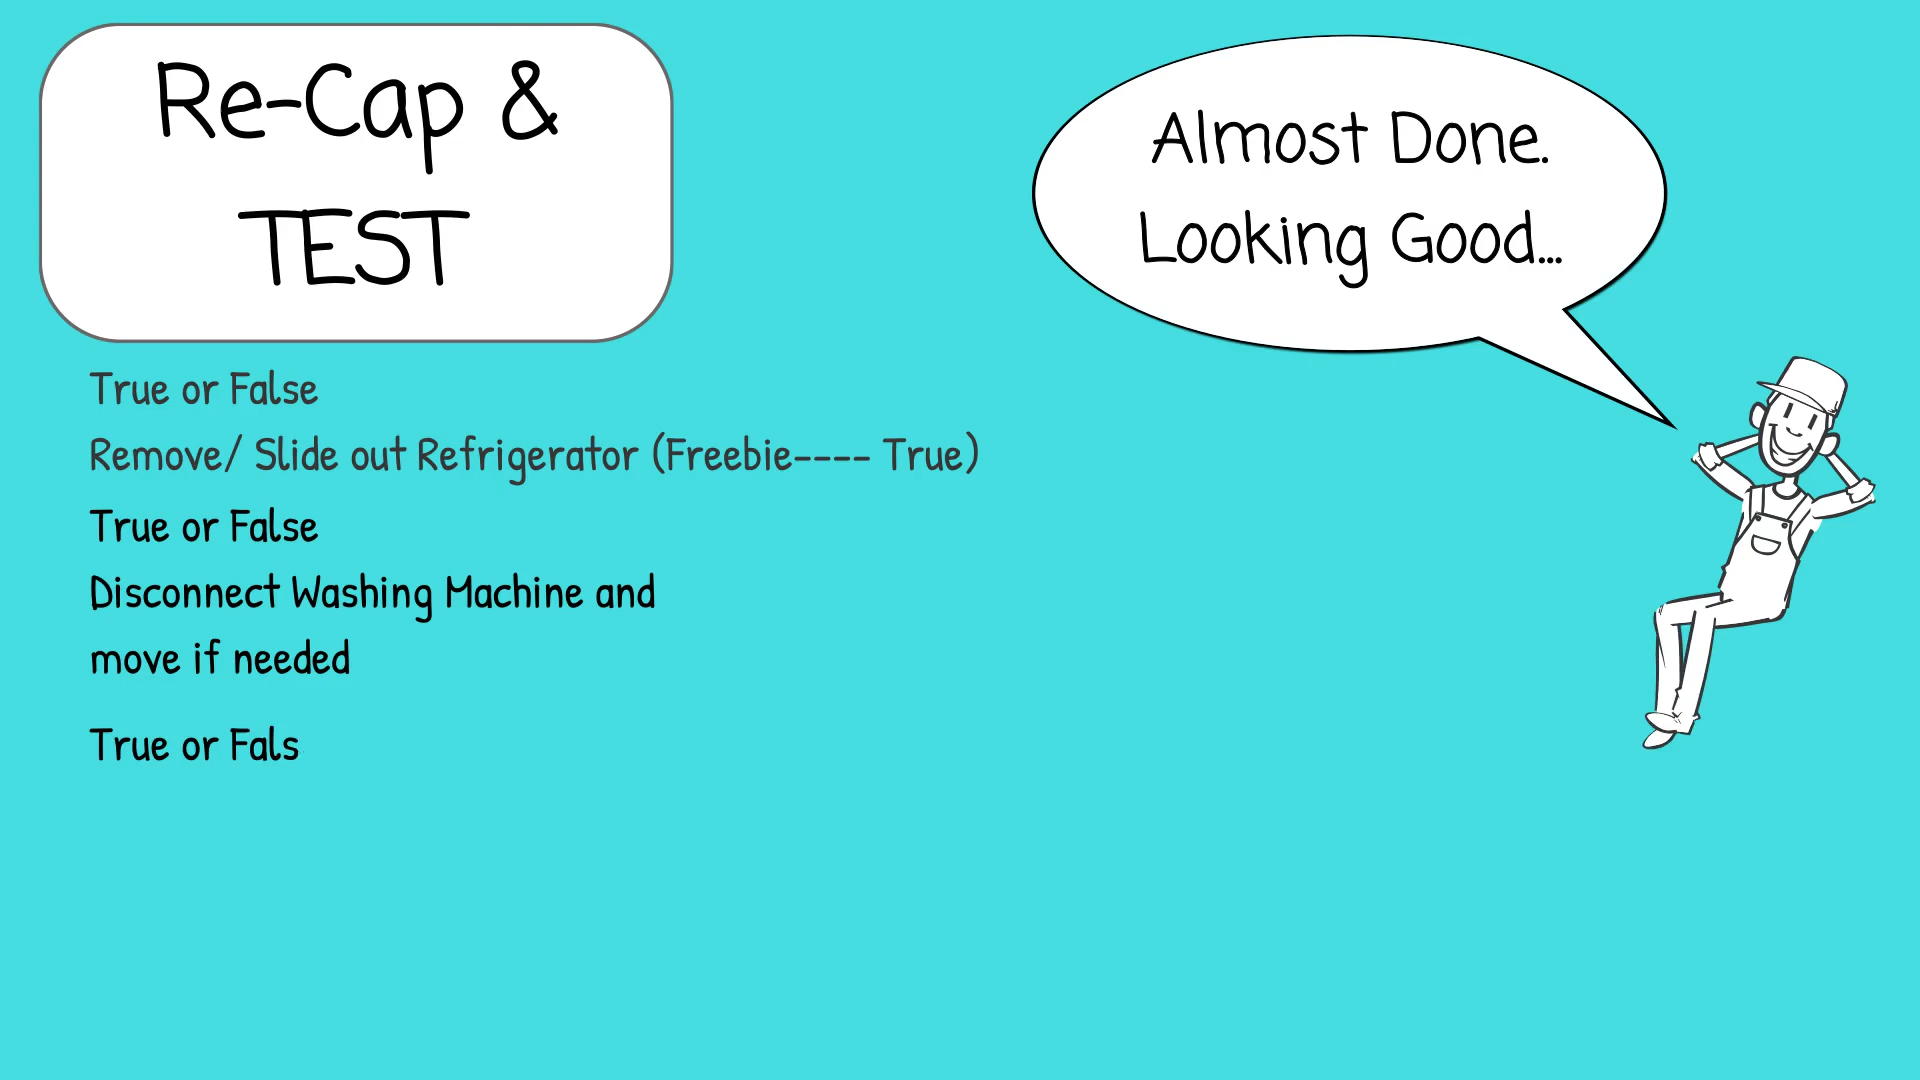 Re-Cap &
TEST
Almost Done.
Looking Good...
True or False
Remove/ Slide out Refrigerator (Freebie---- True)
True or False
Disconnect Washing Machine and
move if needed
True or Fals